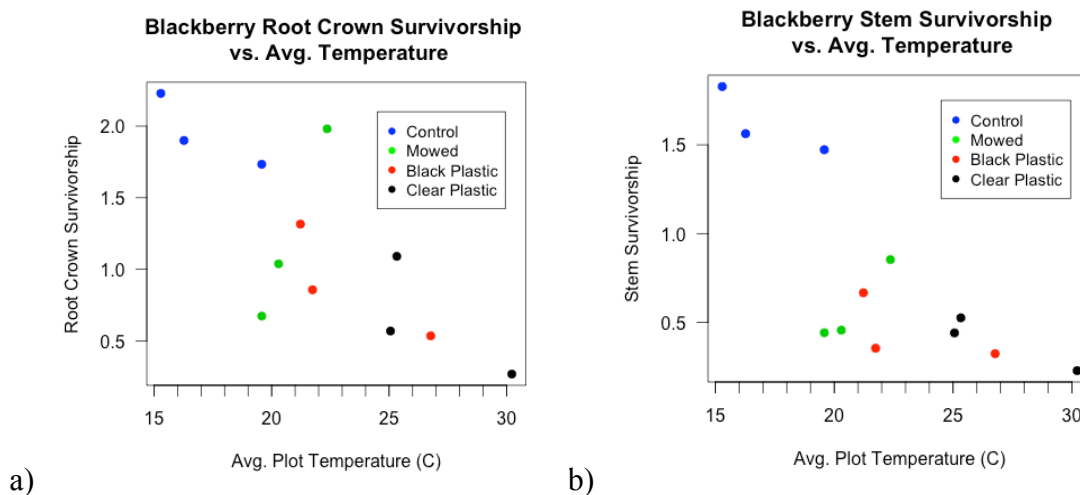 Blackberry Root Crown Survivorship
vs. Avg. Temperature
Root Crown Survivorship
2.0
1.5
1.0
0.5
Control
Mowed
Black Plastic
Clear Plastic
15 20 25 30
Avg. Plot Temperature (C)
a)
Blackberry Stem Survivorship
vs. Avg. Temperature
Stem Survivorship
1.5
1.0
0.5
Control
Mowed
Black Plastic
Clear Plastic
15 20 25 30
Avg. Plot Temperature (C)
b)